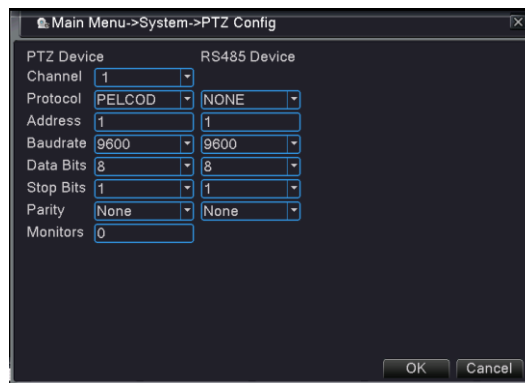 Main Menu->System->PTZ Config
PTZ Device RS485 Device
Channel 1
Protocol PELCOD NONE
Address 1 1
Baudrate 9600 9600
Data Bits 8 8
Stop Bits 1 1
Parity None None
Monitors 0
OK Cancel